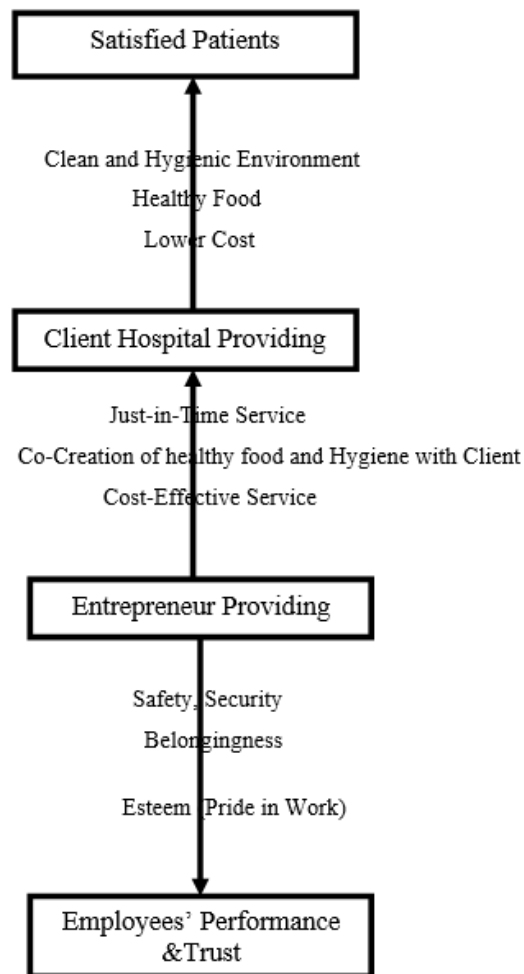 Satisfied Patients
Clean and Hygienic Environment
Healthy Food
Lower Cost
Client Hospital Providing
Just-in-Time Service
Co-Creation of healthy food and Hygiene with Client
Cost-Effective Service
Entrepreneur Providing
Safety, Security
Belongingness
Esteem (Pride in Work)
Employees’ Performance
&Trust